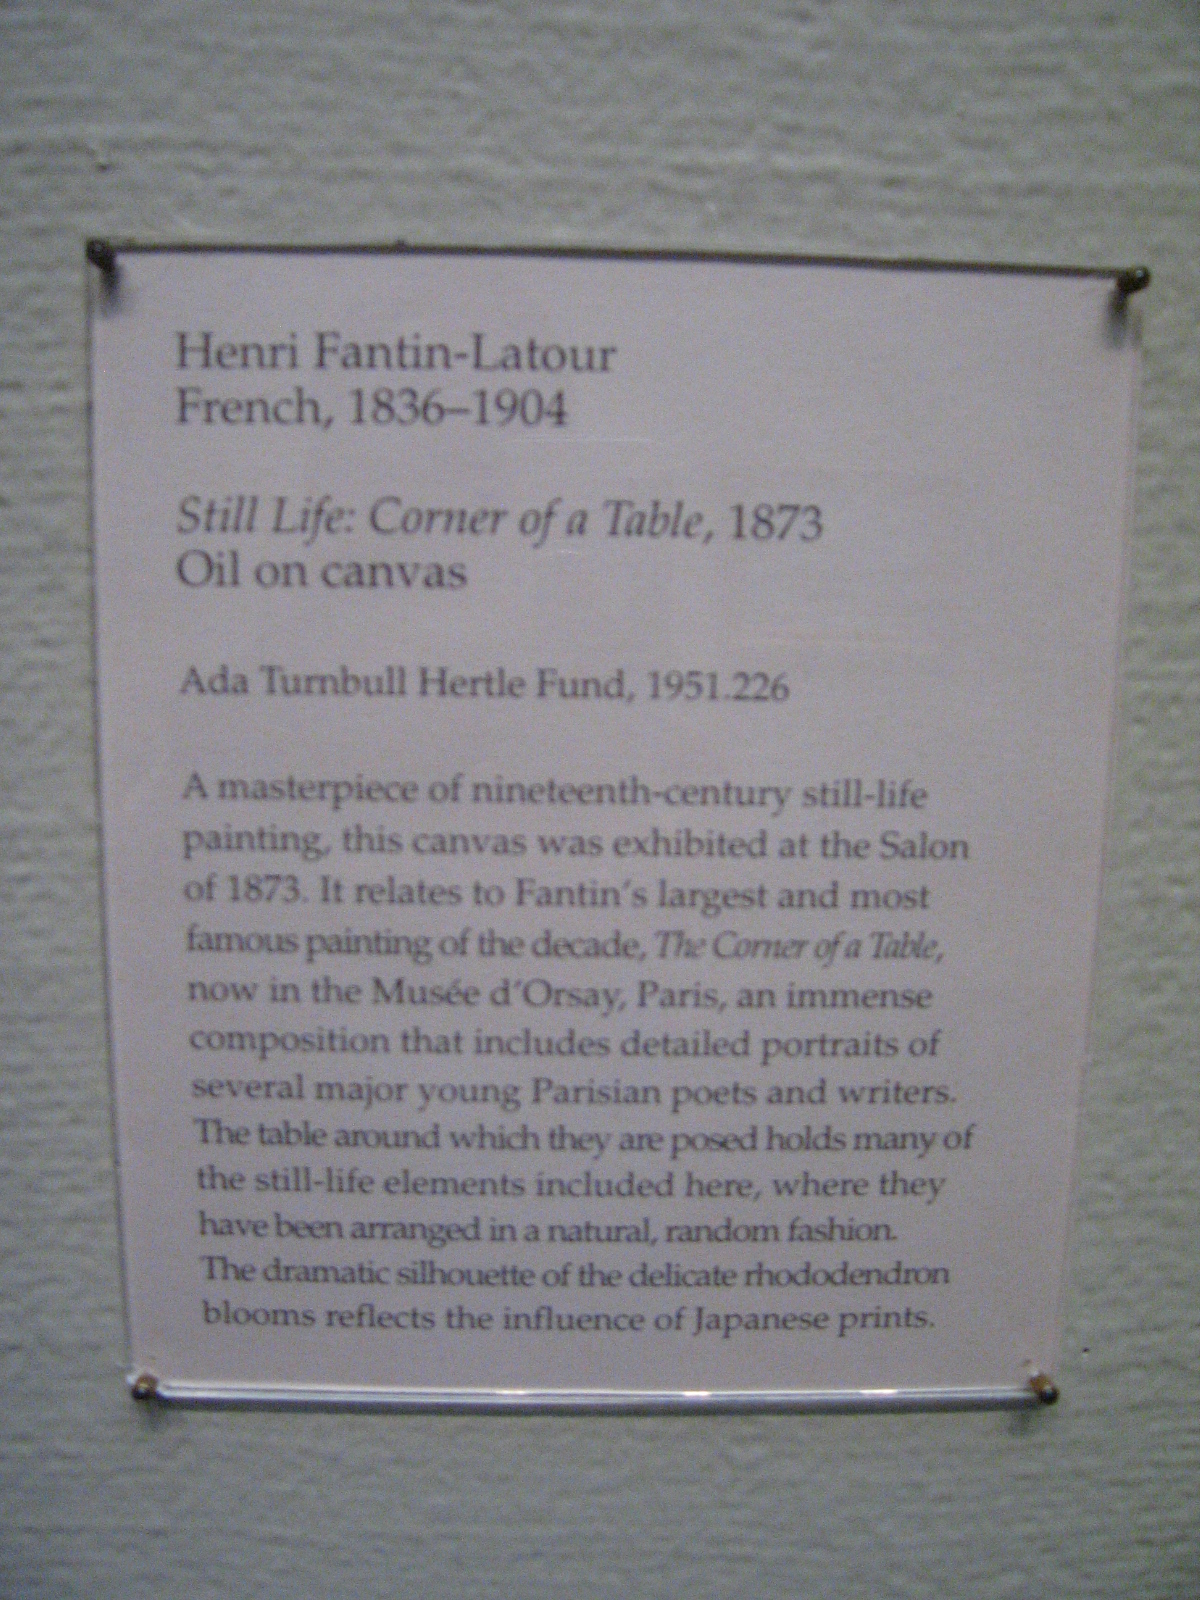 Henri Fantin-Latour
French, 1836–1904
Still Life: Corner of a Table, 1873
Oil on canvas
Ada Turnbull Hertle Fund, 1951.226
A masterpiece of nineteenth-century still-life
painting, this canvas was exhibited at the Salon
of 1873. It relates to Fantin's largest and most
famous painting of the decade, The Corner of a Table,
now in the Musée d'Orsay, Paris, an immense
composition that includes detailed portraits of
several major young Parisian poets and writers.
The table around which they are posed holds many of
the still-life elements included here, where they
have been arranged in a natural, random fashion.
The dramatic silhouette of the delicate rhododendron
blooms reflects the influence of Japanese prints.